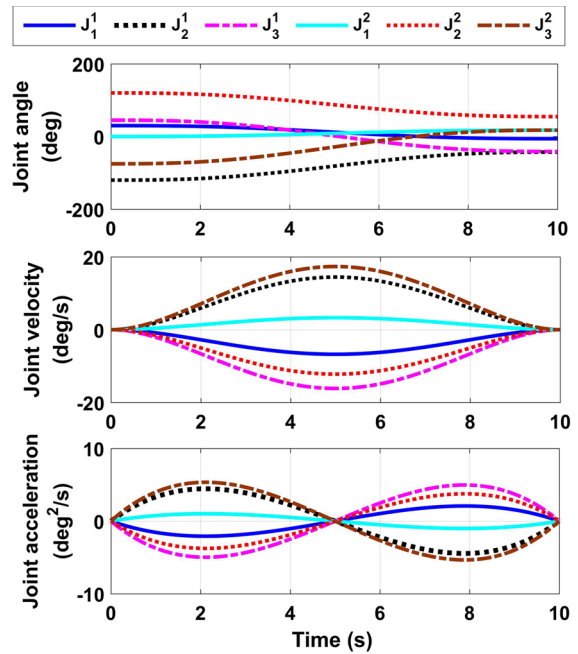 J₁¹ J₂¹ J₃¹ J₁² J₂² J₃²
Joint angle
(deg)
200
0
-200
0 2 4 6 8 10
Joint velocity
(deg/s)
20
0
-20
0 2 4 6 8 10
Joint acceleration
(deg²/s)
10
0
-10
0 2 4 6 8 10
Time (s)